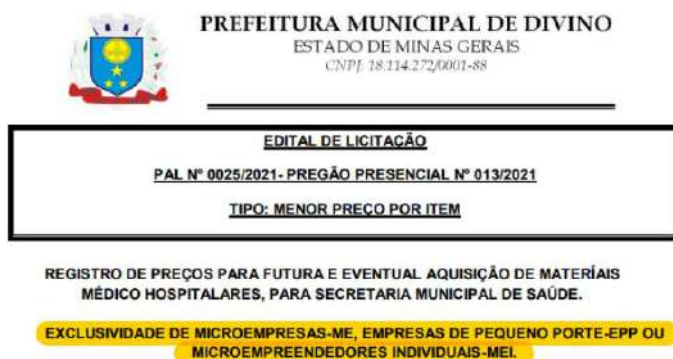 PREFEITURA MUNICIPAL DE DIVINO
ESTADO DE MINAS GERAIS
CNPJ: 18.114.272/0001-88
EDITAL DE LICITAÇÃO
PAL Nº 0025/2021- PREGÃO PRESENCIAL Nº 013/2021
TIPO: MENOR PREÇO POR ITEM
REGISTRO DE PREÇOS PARA FUTURA E EVENTUAL AQUISIÇÃO DE MATERÍAIS
MÉDICO HOSPITALARES, PARA SECRETARIA MUNICIPAL DE SAÚDE.
EXCLUSIVIDADE DE MICROEMPRESAS-ME, EMPRESAS DE PEQUENO PORTE-EPP OU
MICROEMPREENDEDORES INDIVIDUAIS-MEI.